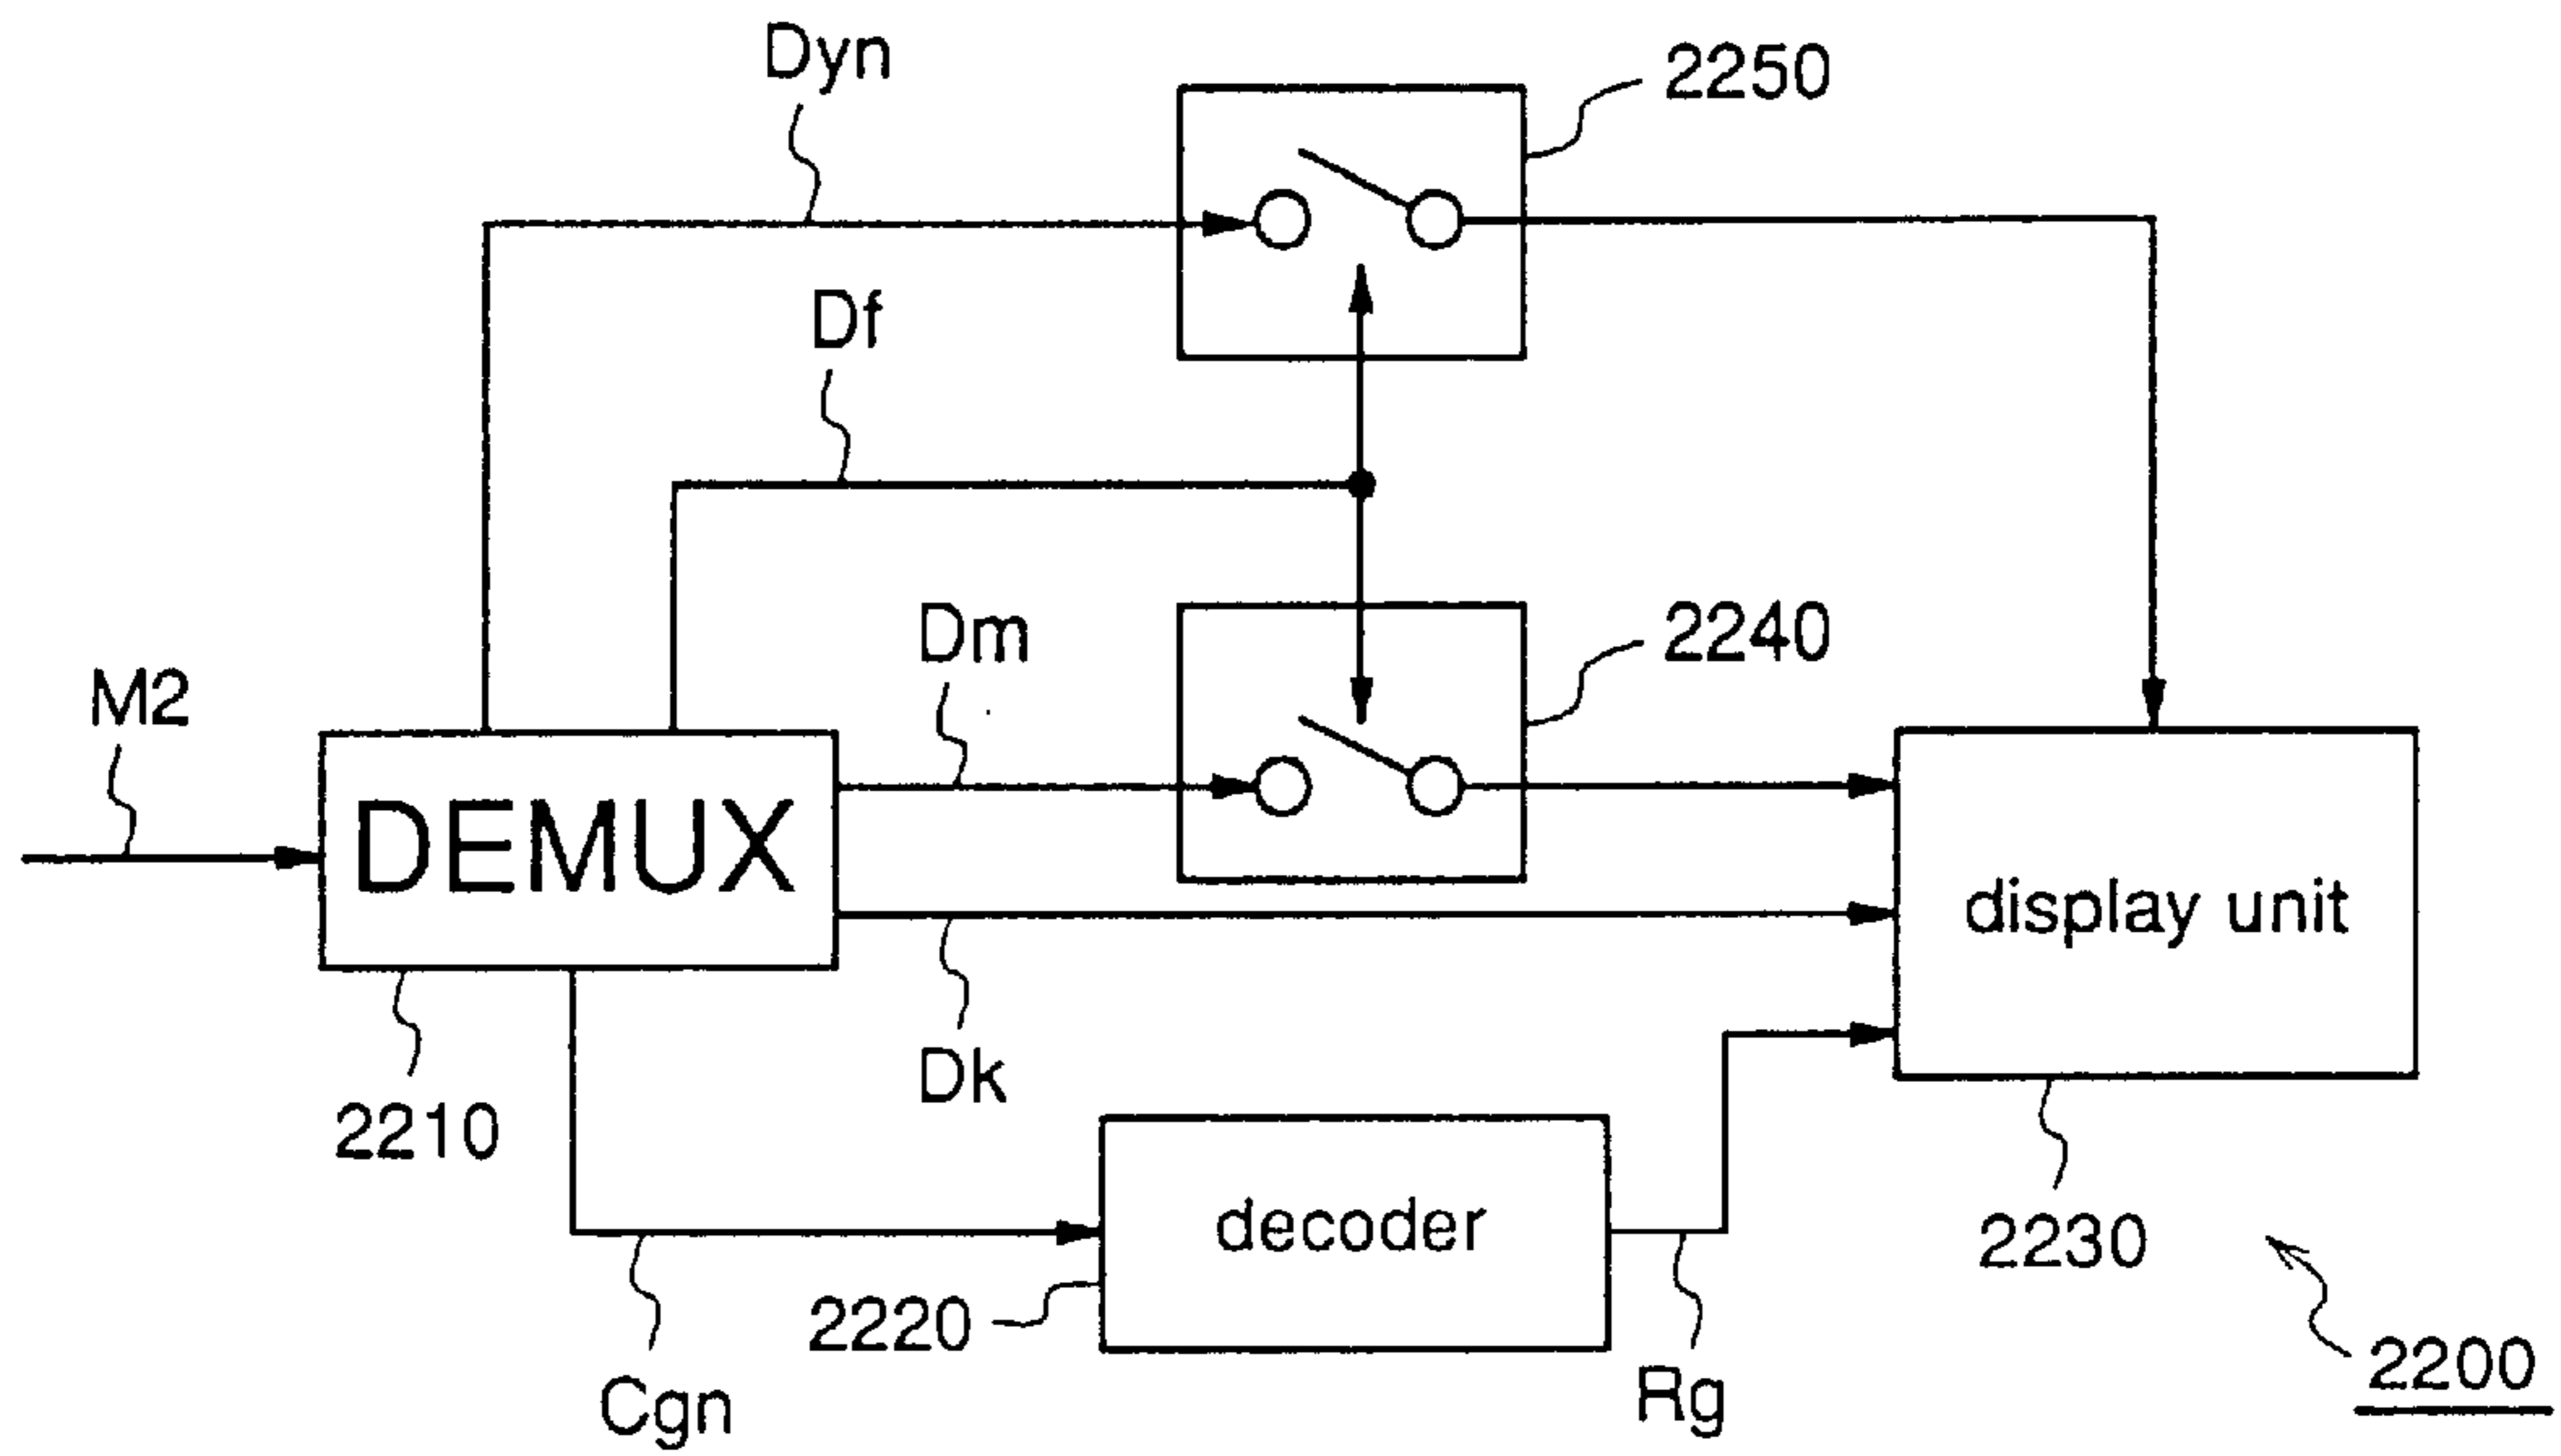 Dyn
2250
Df
Dm
2240
M2
DEMUX
display unit
Dk
2210
decoder
2230
2220
Cgn
Rg
2200